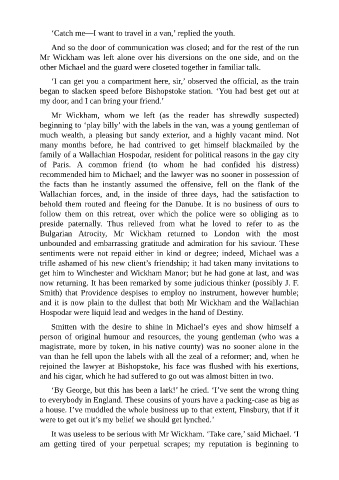 ‘Catch me—I want to travel in a van,’ replied the youth.
And so the door of communication was closed; and for the rest of the run
Mr Wickham was left alone over his diversions on the one side, and on the
other Michael and the guard were closeted together in familiar talk.
‘I can get you a compartment here, sir,’ observed the official, as the train
began to slacken speed before Bishopstoke station. ‘You had best get out at
my door, and I can bring your friend.’
Mr Wickham, whom we left (as the reader has shrewdly suspected)
beginning to ‘play billy’ with the labels in the van, was a young gentleman of
much wealth, a pleasing but sandy exterior, and a highly vacant mind. Not
many months before, he had contrived to get himself blackmailed by the
family of a Wallachian Hospodar, resident for political reasons in the gay city
of Paris. A common friend (to whom he had confided his distress)
recommended him to Michael; and the lawyer was no sooner in possession of
the facts than he instantly assumed the offensive, fell on the flank of the
Wallachian forces, and, in the inside of three days, had the satisfaction to
behold them routed and fleeing for the Danube. It is no business of ours to
follow them on this retreat, over which the police were so obliging as to
preside paternally. Thus relieved from what he loved to refer to as the
Bulgarian Atrocity, Mr Wickham returned to London with the most
unbounded and embarrassing gratitude and admiration for his saviour. These
sentiments were not repaid either in kind or degree; indeed, Michael was a
trifle ashamed of his new client’s friendship; it had taken many invitations to
get him to Winchester and Wickham Manor; but he had gone at last, and was
now returning. It has been remarked by some judicious thinker (possibly J. F.
Smith) that Providence despises to employ no instrument, however humble;
and it is now plain to the dullest that both Mr Wickham and the Wallachian
Hospodar were liquid lead and wedges in the hand of Destiny.
Smitten with the desire to shine in Michael’s eyes and show himself a
person of original humour and resources, the young gentleman (who was a
magistrate, more by token, in his native county) was no sooner alone in the
van than he fell upon the labels with all the zeal of a reformer; and, when he
rejoined the lawyer at Bishopstoke, his face was flushed with his exertions,
and his cigar, which he had suffered to go out was almost bitten in two.
‘By George, but this has been a lark!’ he cried. ‘I’ve sent the wrong thing
to everybody in England. These cousins of yours have a packing-case as big as
a house. I’ve muddled the whole business up to that extent, Finsbury, that if it
were to get out it’s my belief we should get lynched.’
It was useless to be serious with Mr Wickham. ‘Take care,’ said Michael. ‘I
am getting tired of your perpetual scrapes; my reputation is beginning to